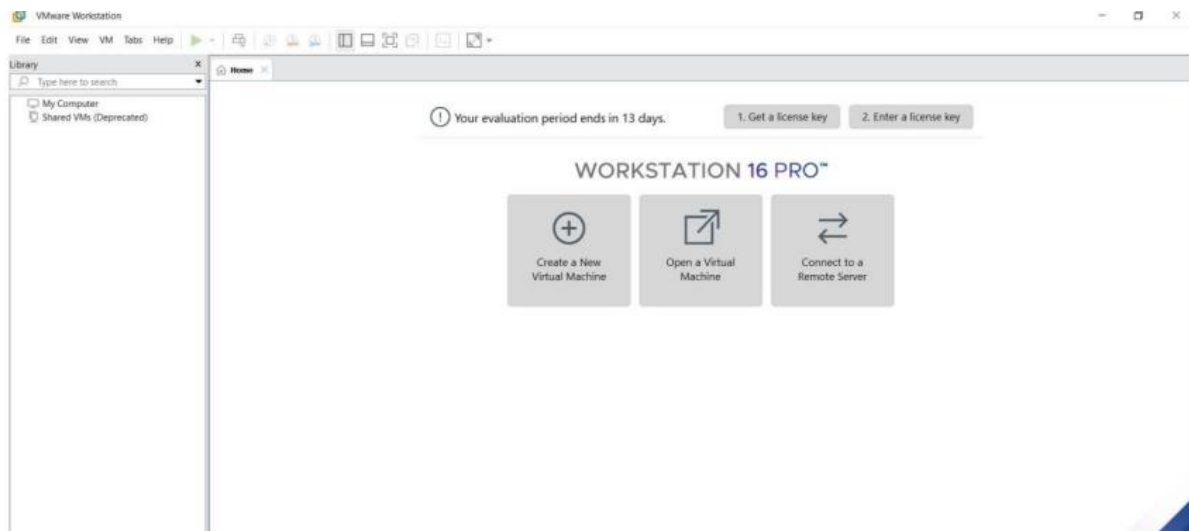 VMware Workstation
File Edit View VM Tabs Help
Library
Home
Type here to search
My Computer
Shared VMs (Deprecated)
Your evaluation period ends in 13 days.
1. Get a license key
2. Enter a license key
WORKSTATION 16 PRO™
Create a New
Virtual Machine
Open a Virtual
Machine
Connect to a
Remote Server